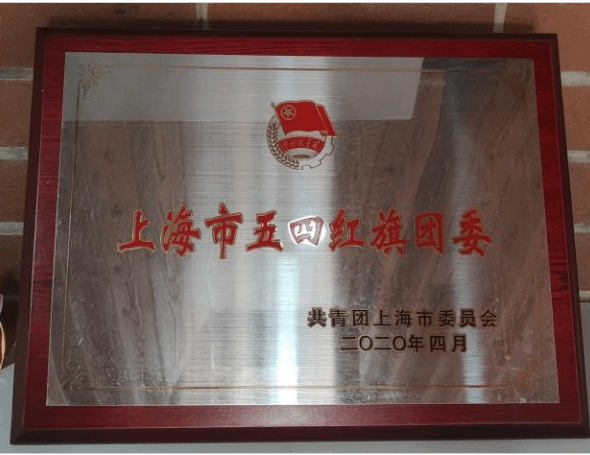 上海市五四红旗团委
共青团上海市委员会
二〇二〇年四月